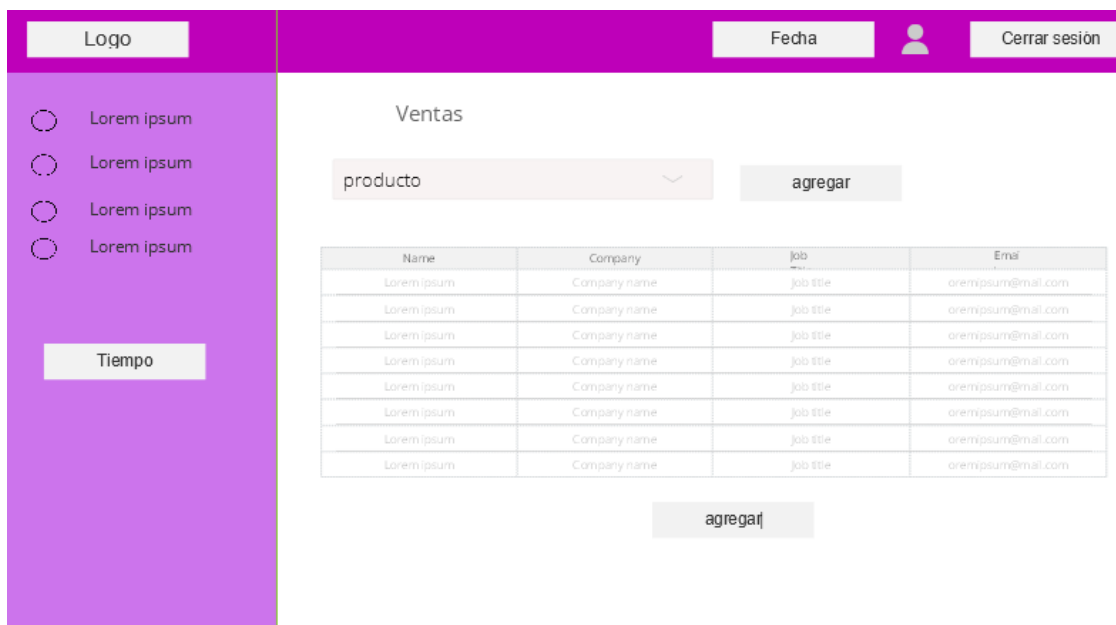 Logo
Fecha
Cerrar sesiòn
Lorem ipsum
Lorem ipsum
Lorem ipsum
Lorem ipsum
Tiempo
Ventas
producto
agregar
Name Company Job Emai
Lorem ipsum Company name Job title oremipsum@mail.com
Lorem ipsum Company name Job title oremipsum@mail.com
Lorem ipsum Company name Job title oremipsum@mail.com
Lorem ipsum Company name Job title oremipsum@mail.com
Lorem ipsum Company name Job title oremipsum@mail.com
Lorem ipsum Company name Job title oremipsum@mail.com
Lorem ipsum Company name Job title oremipsum@mail.com
Lorem ipsum Company name Job title oremipsum@mail.com
agregar